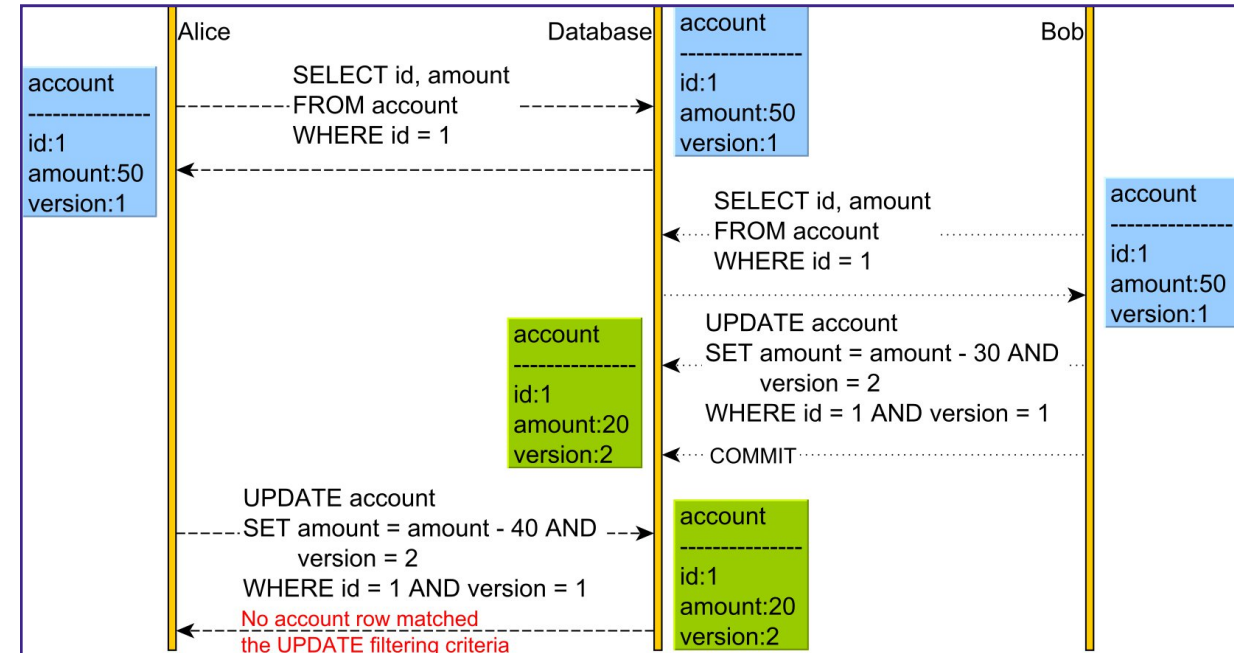 Alice
Database
Bob
account
---------------
id:1
amount:50
version:1
account
---------------
id:1
amount:50
version:1
SELECT id, amount
FROM account
WHERE id = 1
SELECT id, amount
FROM account
WHERE id = 1
account
---------------
id:1
amount:50
version:1
UPDATE account
SET amount = amount - 30 AND
version = 2
WHERE id = 1 AND version = 1
account
---------------
id:1
amount:20
version:2
COMMIT
UPDATE account
SET amount = amount - 40 AND
version = 2
WHERE id = 1 AND version = 1
account
---------------
id:1
amount:20
version:2
No account row matched
the UPDATE filtering criteria